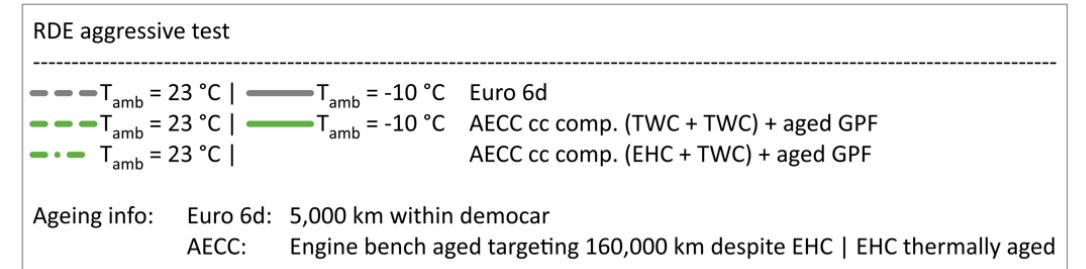 RDE aggressive test
T_amb = 23 °C | T_amb = -10 °C Euro 6d
T_amb = 23 °C | T_amb = -10 °C AECC cc comp. (TWC + TWC) + aged GPF
T_amb = 23 °C | AECC cc comp. (EHC + TWC) + aged GPF
Ageing info: Euro 6d: 5,000 km within democar
AECC: Engine bench aged targeting 160,000 km despite EHC | EHC thermally aged